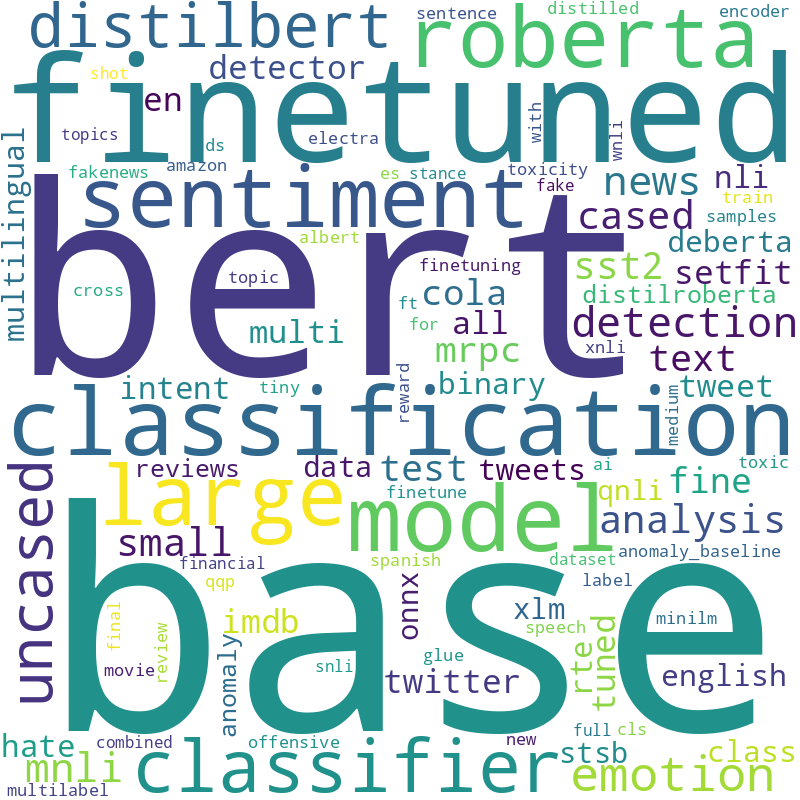 sentence
distilled
encoder
distilbert
roberta
shot
detector
en
finetuned
with
wnli
topics
ds
electra
fakenews
amazon
es
stance
toxicity
fake
multilingual
sentiment
news
nli
train
cased
samples
albert
deberta
bert
topic
finetuning
sst2
setfit
cross
cola
distilroberta
ft
for
multi
all
detection
mrpc
xnli
text
intent
tiny
reward
binary
medium
tweet
classification
reviews
data
test
tweets
ai
toxic
large
finetune
qnli
fine
model
analysis
uncased
small
anomaly_baseline
financial
spanish
dataset
qqp
onnx
label
base
final
review
imdb
xlm
minilm
anomaly
speech
rte
tuned
movie
snli
glue
twitter
english
hate
combined
offensive
new
full
cls
mnli
classifier
stsb
class
emotion
multilabel